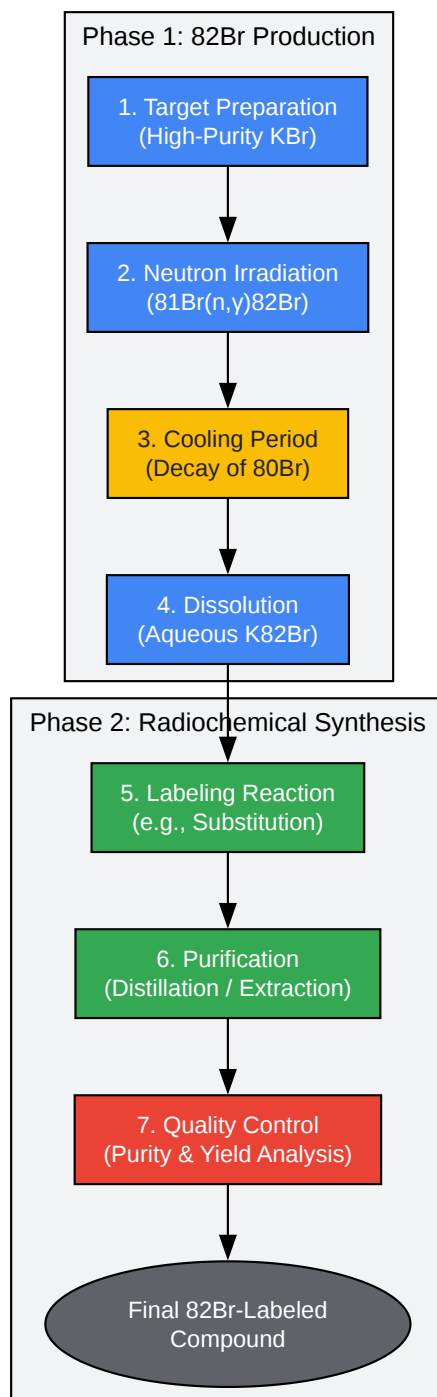 Phase 1: 82Br Production
1. Target Preparation
(High-Purity KBr)
2. Neutron Irradiation
(81Br(n,γ)82Br)
3. Cooling Period
(Decay of 80Br)
4. Dissolution
(Aqueous K82Br)
Phase 2: Radiochemical Synthesis
5. Labeling Reaction
(e.g., Substitution)
6. Purification
(Distillation / Extraction)
7. Quality Control
(Purity & Yield Analysis)
Final 82Br-Labeled
Compound